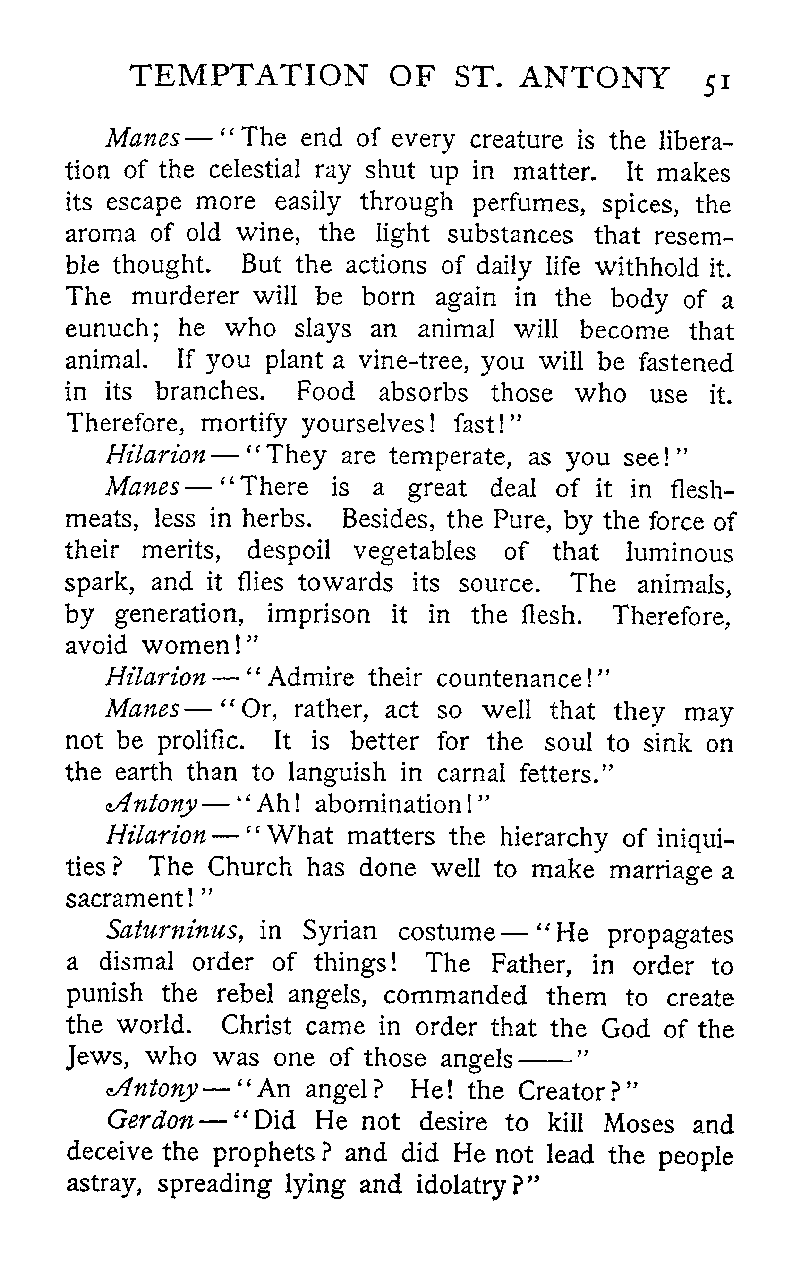 TEMPTATION OF ST. ANTONY 51
Manes— “The end of every creature is the libera-
tion of the celestial ray shut up in matter. It makes
its escape more easily through perfumes, spices, the
aroma of old wine, the light substances that resem-
ble thought. But the actions of daily life withhold it.
The murderer will be born again in the body of a
eunuch; he who slays an animal will become that
animal. If you plant a vine-tree, you will be fastened
in its branches. Food absorbs those who use it.
Therefore, mortify yourselves! fast!”
Hilarion— “They are temperate, as you see!”
Manes— “There is a great deal of it in flesh-
meats, less in herbs. Besides, the Pure, by the force of
their merits, despoil vegetables of that luminous
spark, and it flies towards its source. The animals,
by generation, imprison it in the flesh. Therefore,
avoid women!”
Hilarion— “Admire their countenance!”
Manes— “Or, rather, act so well that they may
not be prolific. It is better for the soul to sink on
the earth than to languish in carnal fetters.”
Antony— “Ah! abomination!”
Hilarion— “What matters the hierarchy of iniqui-
ties? The Church has done well to make marriage a
sacrament!”
Saturninus, in Syrian costume— “He propagates
a dismal order of things! The Father, in order to
punish the rebel angels, commanded them to create
the world. Christ came in order that the God of the
Jews, who was one of those angels——”
Antony— “An angel? He! the Creator?”
Gerdon— “Did He not desire to kill Moses and
deceive the prophets? and did He not lead the people
astray, spreading lying and idolatry?”